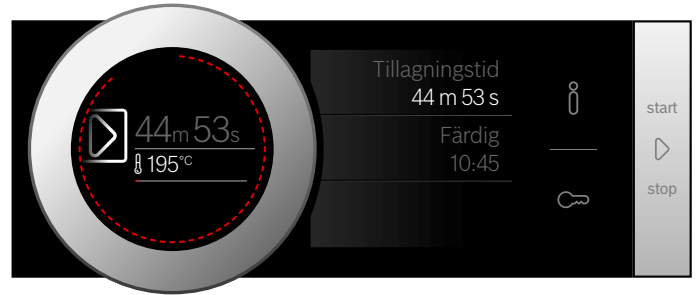 44m 53s
195°C
Tillagningstid
44 m 53 s
Färdig
10:45
start
stop